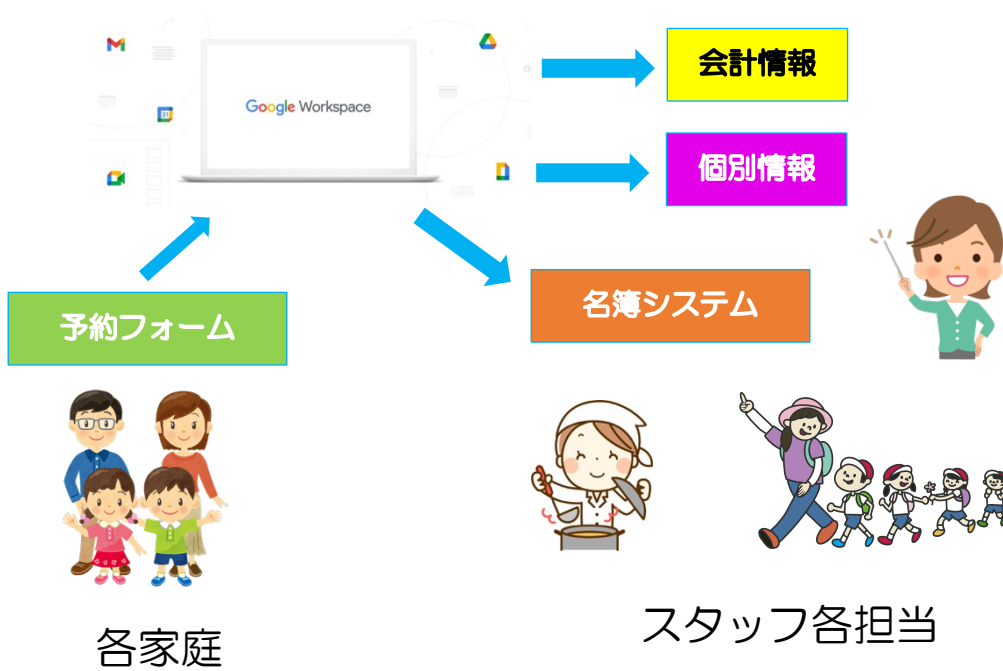 Google Workspace
会計情報
個別情報
31
予約フォーム
名簿システム
各家庭
スタッフ各担当